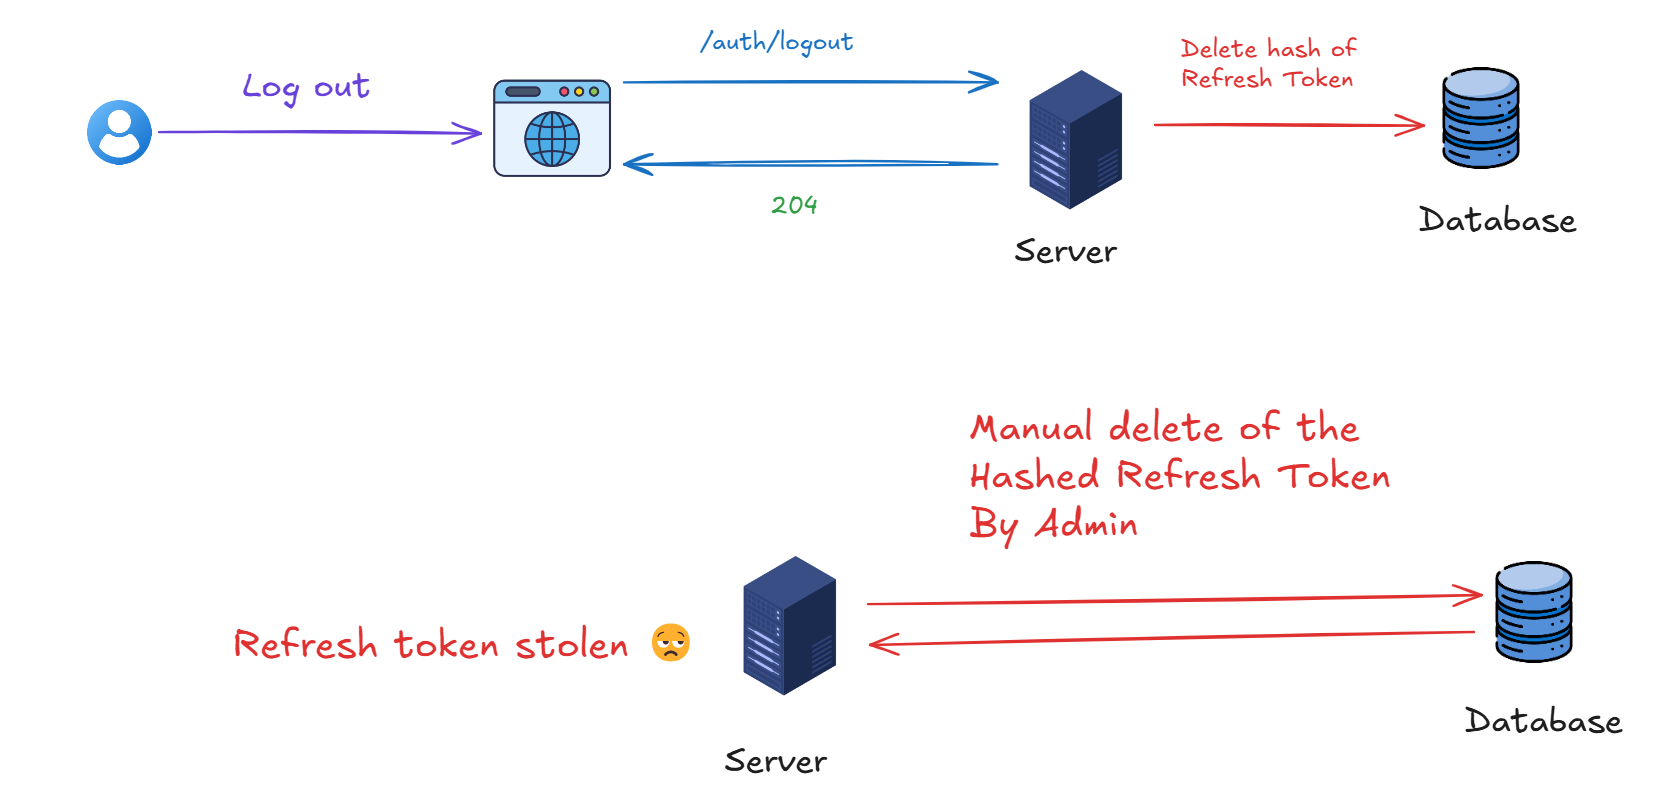 Log out
/auth/logout
Delete hash of
Refresh Token
204
Server
Database
Manual delete of the
Hashed Refresh Token
By Admin
Refresh token stolen 😞
Server
Database